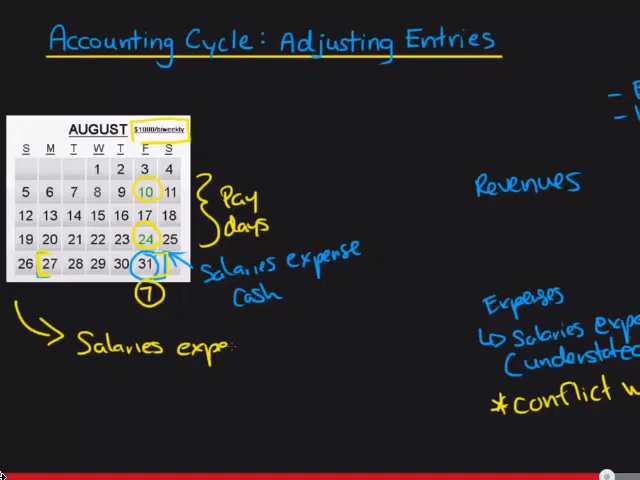 Accounting Cycle: Adjusting Entries
AUGUST $1000/biweekly
S M T W T F S
1 2 3 4
5 6 7 8 9 10 11
12 13 14 15 16 17 18
19 20 21 22 23 24 25
26 27 28 29 30 31
7
Pay
days
Salaries expense
Cash
Salaries expe
Revenues
Expenses
Salaries expe
(understated
*conflict w